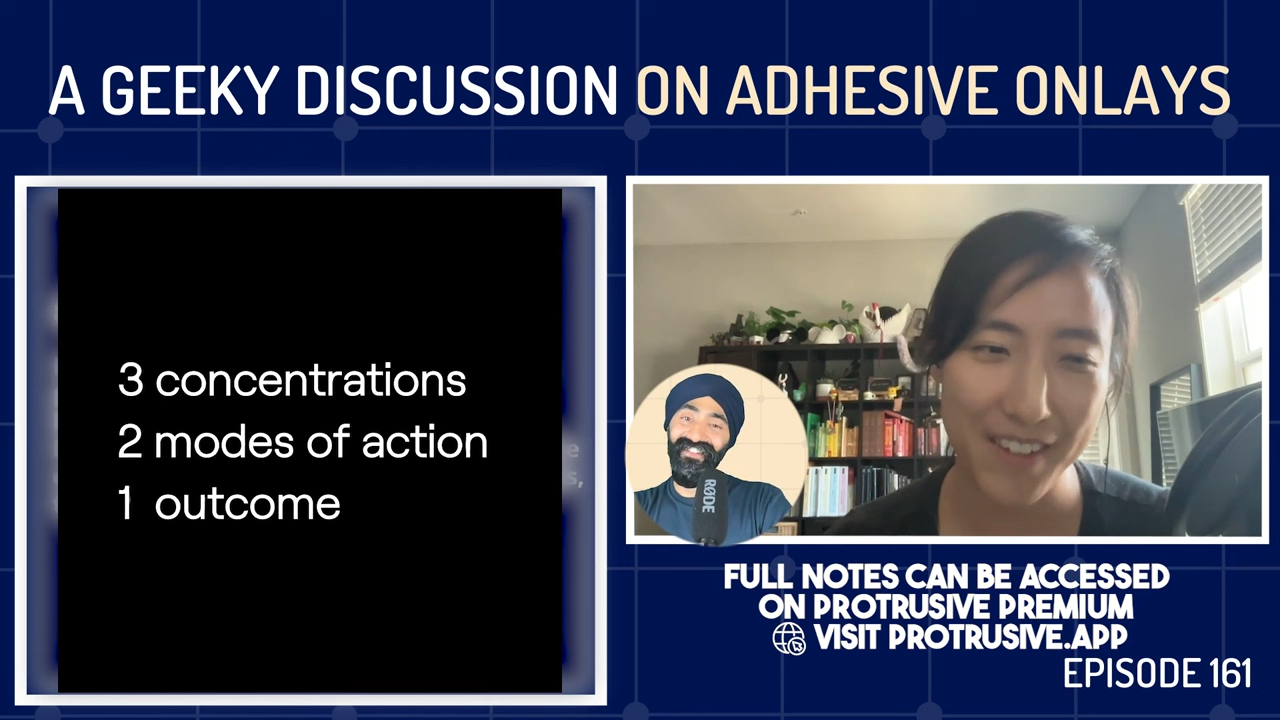 A GEEKY DISCUSSION ON ADHESIVE ONLAYS
3 concentrations
2 modes of action
1 outcome
RØDE
FULL NOTES CAN BE ACCESSED
ON PROTRUSIVE PREMIUM
VISIT PROTRUSIVE.APP
EPISODE 161